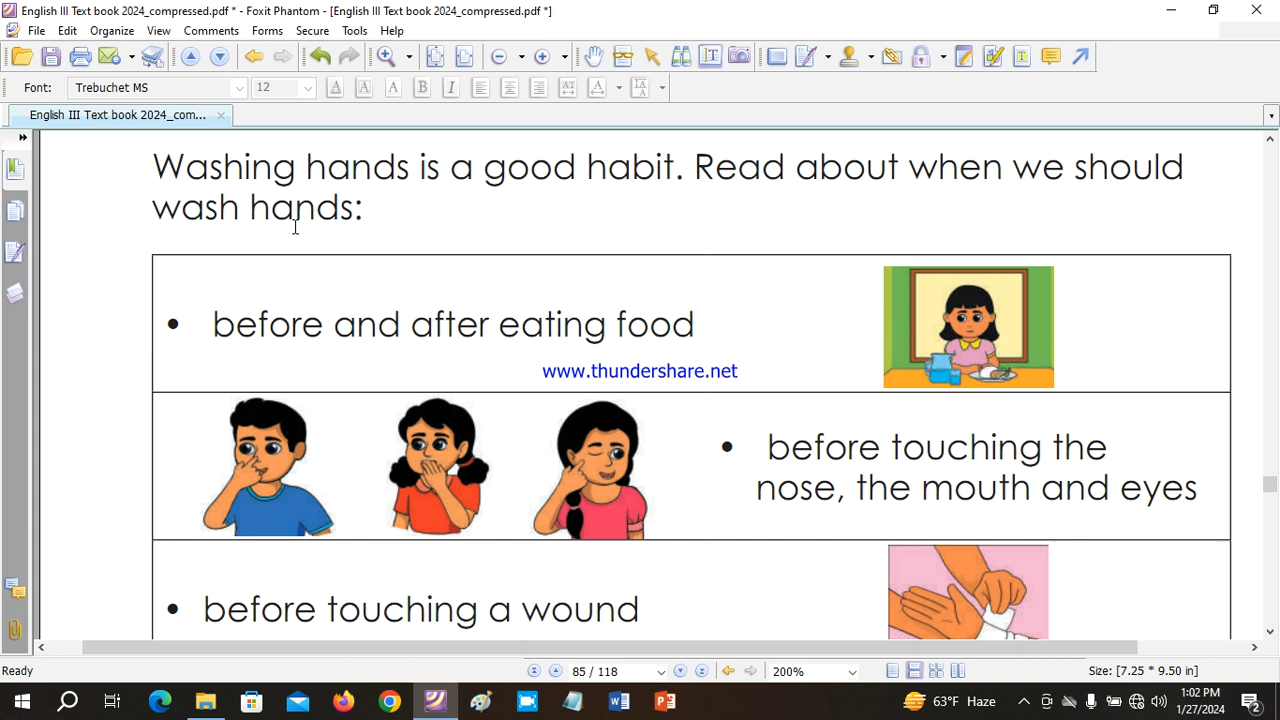 English III Text book 2024_compressed.pdf * - Foxit Phantom - [English III Text book 2024_compressed.pdf *]
File Edit Organize View Comments Forms Secure Tools Help
Font: Trebuchet MS 12
English III Text book 2024_com...
Washing hands is a good habit. Read about when we should
wash hands:
• before and after eating food
www.thundershare.net
• before touching the
nose, the mouth and eyes
• before touching a wound
Ready 85 / 118 200% Size: [7.25 * 9.50 in]
63°F Haze 1:02 PM
1/27/2024
2